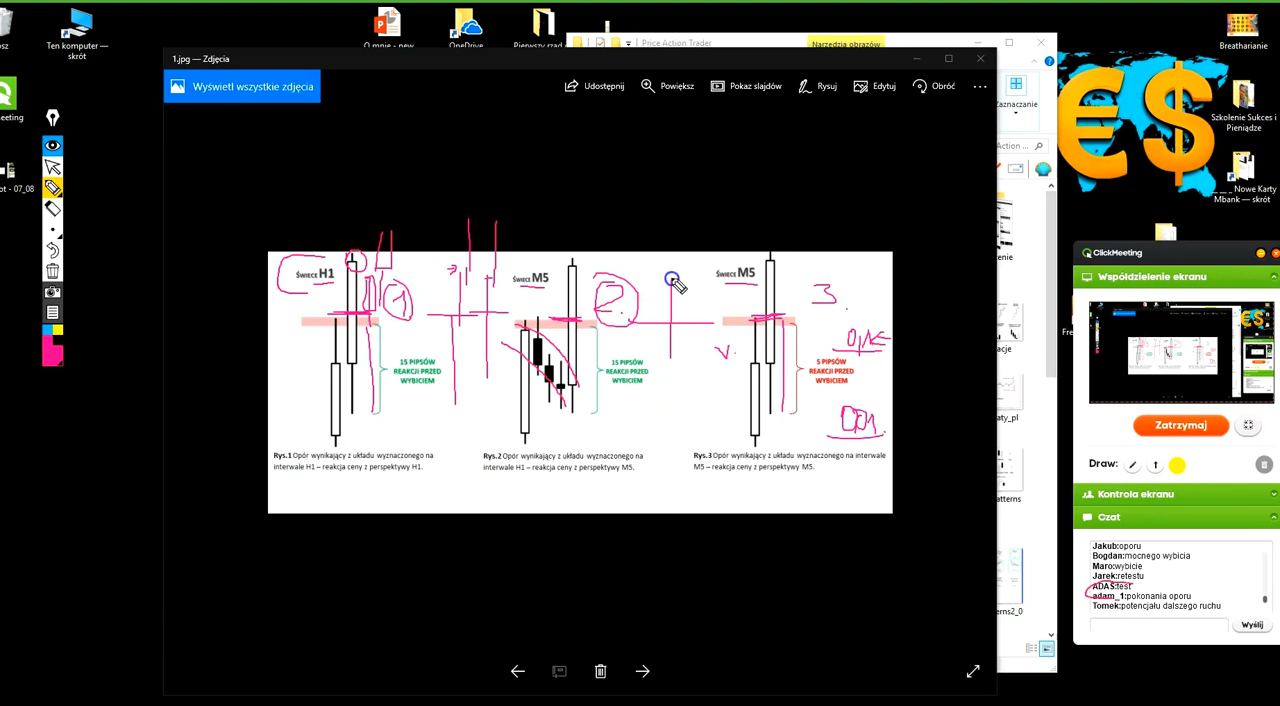 Ten komputer —
skrót
O mnie - new
OneDrive
Pierwszy rząd
Price Action Trader
Narzędzia obrazów
Breatharianie
1.jpg — Zdjęcia
Wyświetl wszystkie zdjęcia
Udostępnij
Powiększ
Pokaz slajdów
Rysuj
Edytuj
Obróć
Zaznaczanie
Action ...
€$
Szkolenie Sukces i
Pieniądze
Nowe Karty
Mbank — skrót
ŚWIECE H1
1
15 PIPSÓW
REAKCJI PRZED
WYBICIEM
Rys.1 Opór wynikający z układu wyznaczonego na
interwale H1 – reakcja ceny z perspektywy H1.
ŚWIECE M5
2.
15 PIPSÓW
REAKCJI PRZED
WYBICIEM
Rys.2 Opór wynikający z układu wyznaczonego na
interwale H1 – reakcja ceny z perspektywy M5.
ŚWIECE M5
3.
5 PIPSÓW
REAKCJI PRZED
WYBICIEM
Rys.3 Opór wynikający z układu wyznaczonego na
interwale M5 – reakcja ceny z perspektywy M5.
ClickMeeting
Współdzielenie ekranu
Zatrzymaj
Draw:
Kontrola ekranu
Czat
Jakub:oporu
Bogdan:mocnego wybicia
Maro:wybicie
Jarek:retestu
ADAS:test
adam_1:pokonania oporu
Tomek:potencjału dalszego ruchu
Wyślij